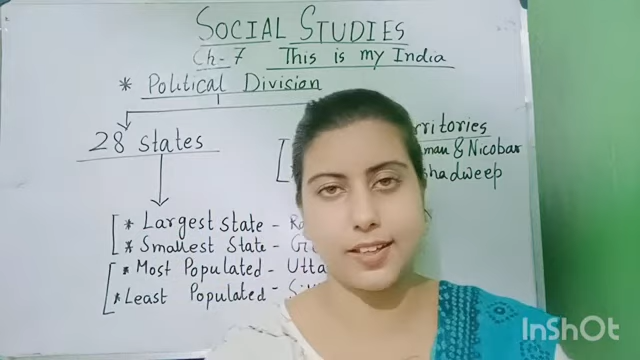 SOCIAL STUDIES
Ch-7 This is my India
* Political Division
28 states
rritories
man & Nicobar
shadweep
* Largest State - Ra
* Smallest State - G
* Most Populated - Utta
* Least Populated -
InShOt